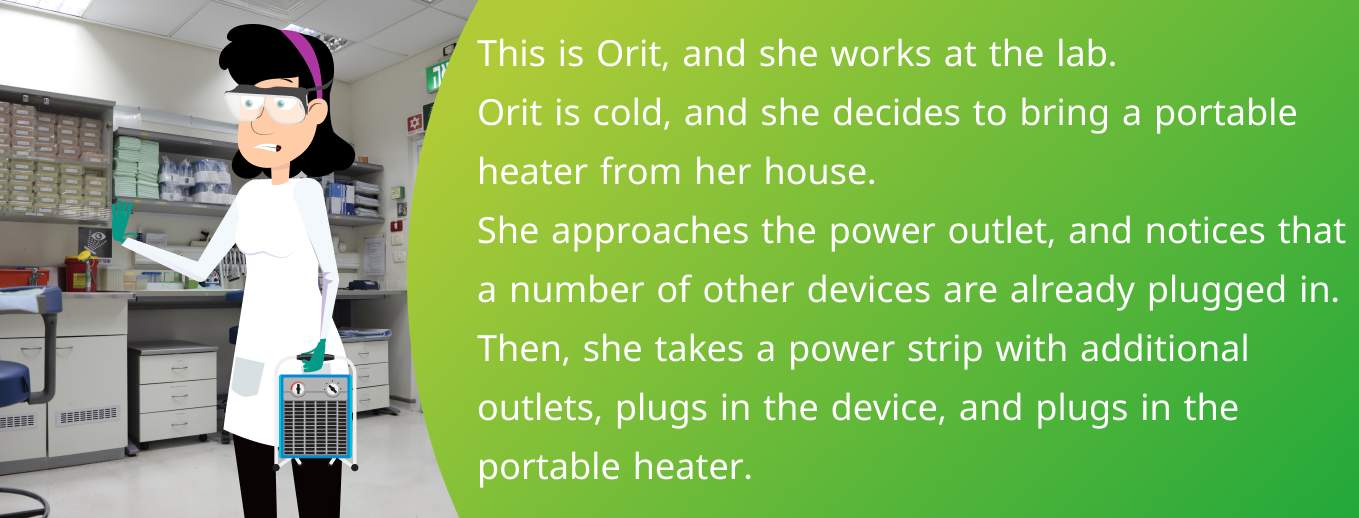 This is Orit, and she works at the lab.
Orit is cold, and she decides to bring a portable
heater from her house.
She approaches the power outlet, and notices that
a number of other devices are already plugged in.
Then, she takes a power strip with additional
outlets, plugs in the device, and plugs in the
portable heater.